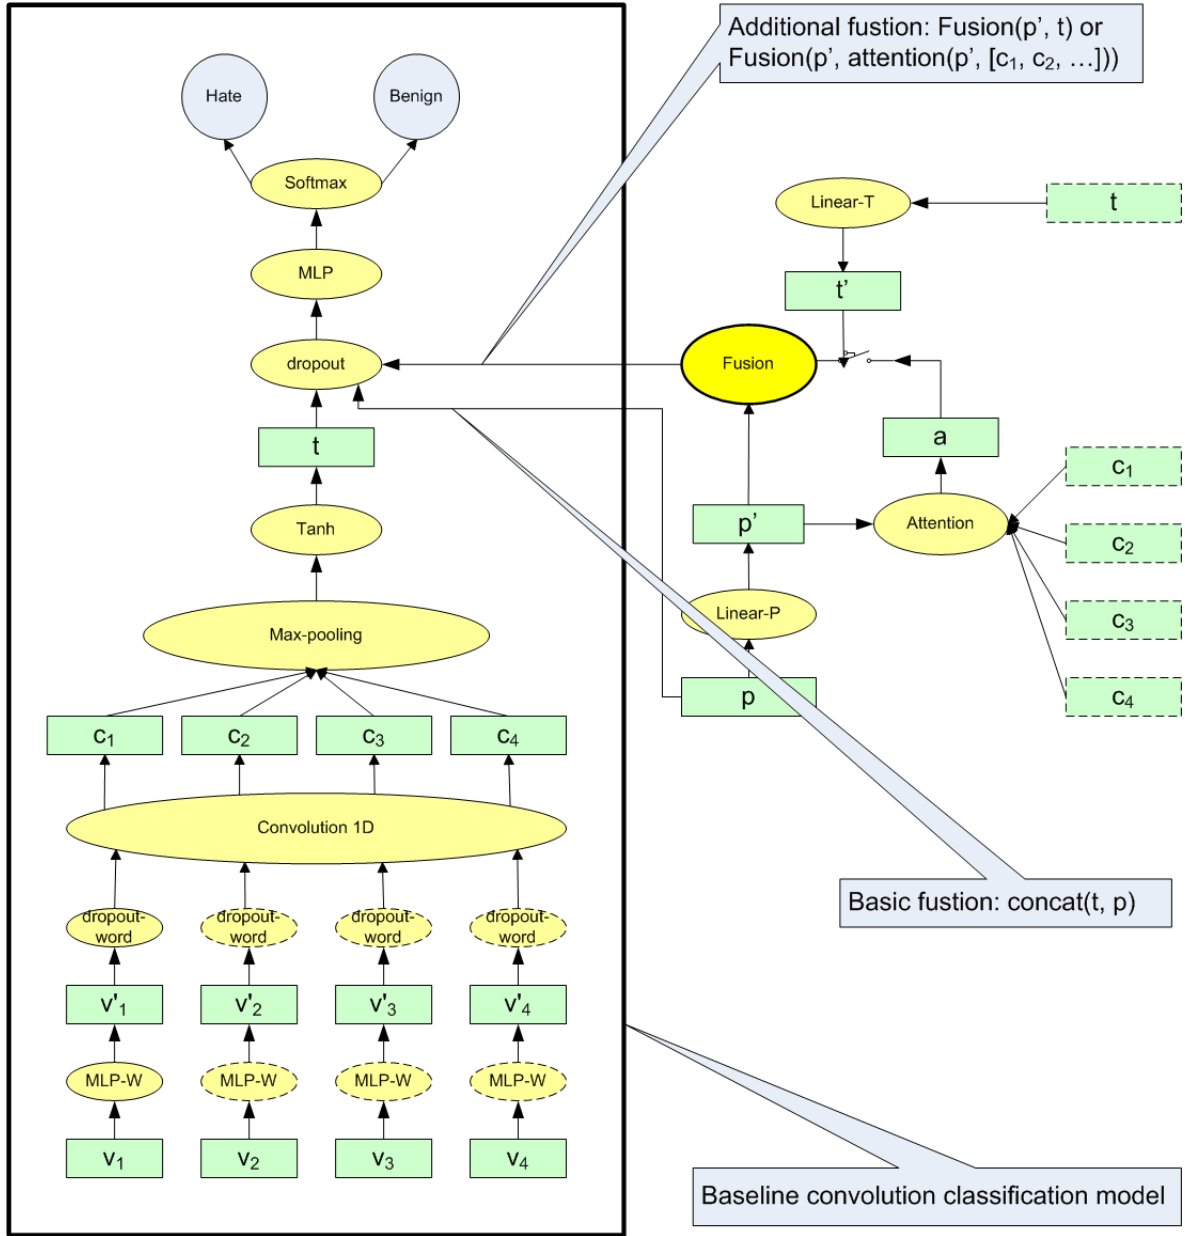 Additional fustion: Fusion(p’, t) or
Fusion(p’, attention(p’, [c₁, c₂, …]))
Hate
Benign
Softmax
Linear-T
t
MLP
t’
dropout
Fusion
t
a
c₁
Tanh
p’
Attention
c₂
Max-pooling
Linear-P
c₃
p
c₄
c₁
c₂
c₃
c₄
Convolution 1D
Basic fustion: concat(t, p)
dropout-
word
dropout-
word
dropout-
word
dropout-
word
v'₁
v'₂
v'₃
v'₄
MLP-W
MLP-W
MLP-W
MLP-W
v₁
v₂
v₃
v₄
Baseline convolution classification model